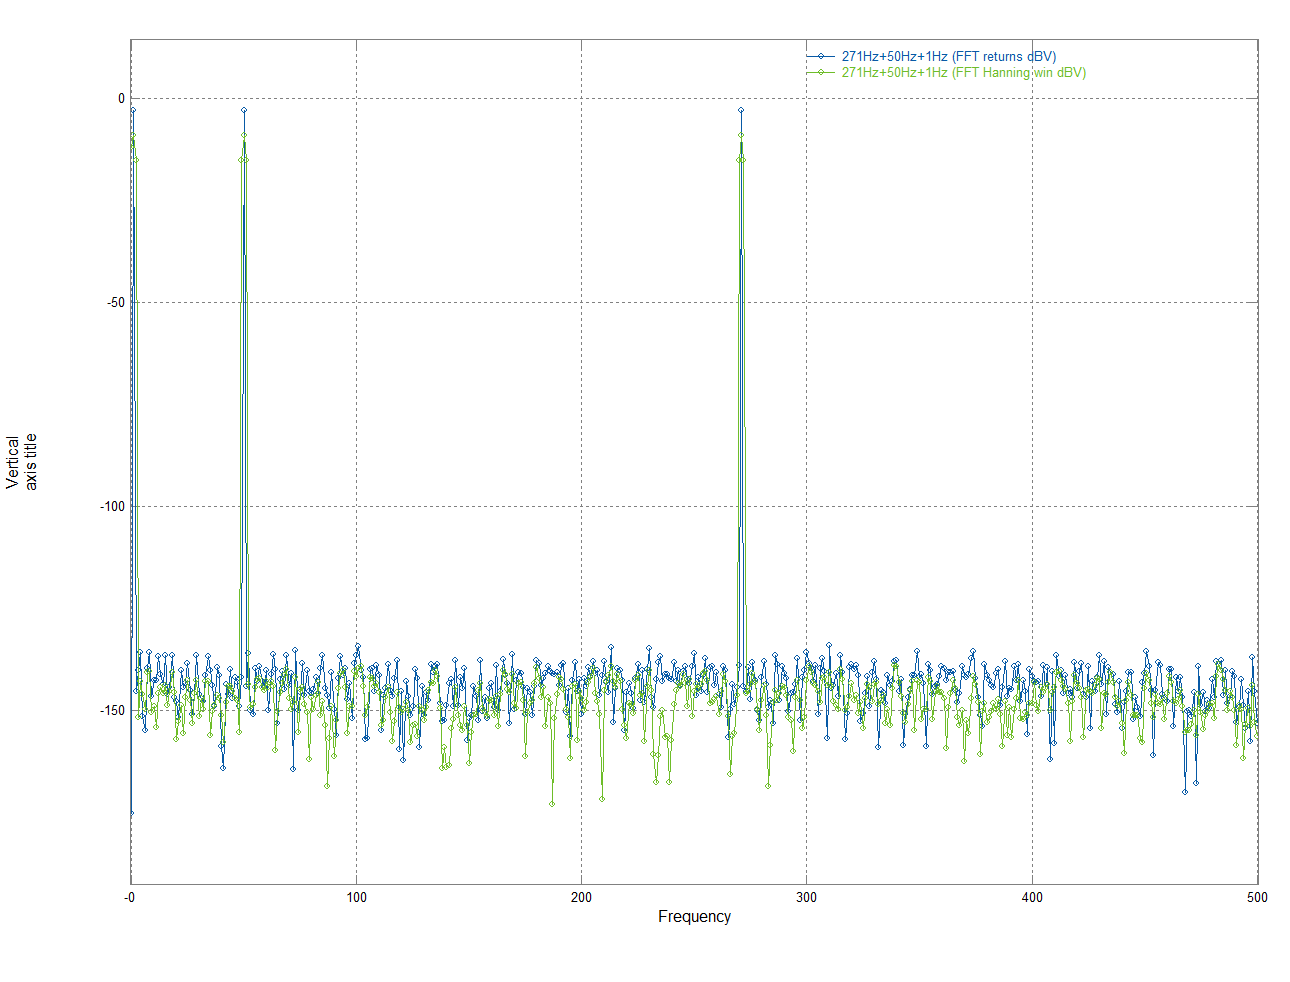 271Hz+50Hz+1Hz (FFT returns dBV)
271Hz+50Hz+1Hz (FFT Hanning win dBV)
0
-50
-100
-150
Vertical
axis title
-0 100 200 300 400 500
Frequency